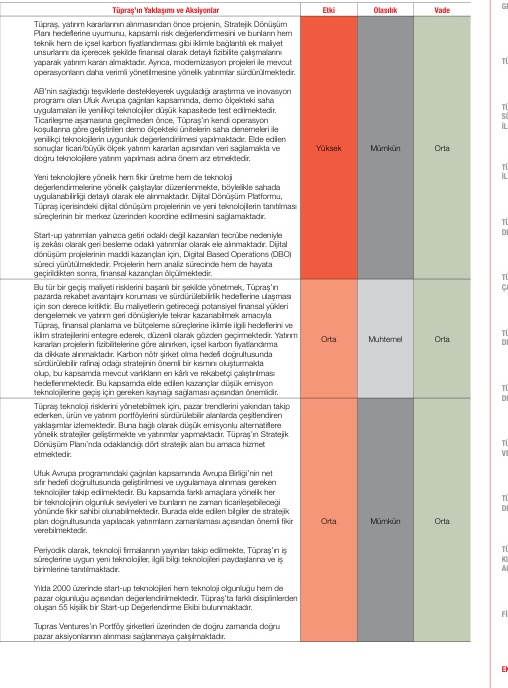 Tüpraş'ın Yaklaşımı ve Aksiyonlar
Etki
Olasılık
Vade
Tüpraş, yatırım kararlarının alınmasından önce projenin, Stratejik Dönüşüm
Planı hedeflerine uyumunu, kapsamlı risk değerlendirmesini ve bunların hem
teknik hem de içsel karbon fiyatlandırması gibi iklimle bağlantılı ek maliyet
unsurlarını da içerecek şekilde finansal olarak detaylı fizibilite çalışmalarını
yaparak yatırım kararı almaktadır. Ayrıca, modernizasyon projeleri ile mevcut
operasyonların daha verimli yönetilmesine yönelik yatırımlar sürdürülmektedir.
AB'nin sağladığı teşviklerle destekleyerek uyguladığı araştırma ve inovasyon
programı olan Ufuk Avrupa çağrıları kapsamında, demo ölçekteki saha
uygulamaları ile yenilikçi teknolojiler düşük kapasitede test edilmektedir.
Ticarileşme aşamasına geçilmeden önce, Tüpraş'ın kendi operasyon
koşullarına göre geliştirilen demo ölçekteki ünitelerin saha denemeleri ile
yenilikçi teknolojilerin uygunluk değerlendirilmesi yapılmaktadır. Elde edilen
sonuçlar ticari/büyük ölçek yatırım kararları açısından veri sağlamakta ve
doğru teknolojilere yatırım yapılması adına önem arz etmektedir.
Yeni teknolojilere yönelik hem fikir üretme hem de teknoloji
değerlendirmelerine yönelik çalıştaylar düzenlenmekte, böylelikle sahada
uygulanabilirliği detaylı olarak ele alınmaktadır. Dijital Dönüşüm Platformu,
Tüpraş içerisindeki dijital dönüşüm projelerinin ve yeni teknolojilerin tanıtılması
süreçlerinin bir merkez üzerinden koordine edilmesini sağlamaktadır.
Start-up yatırımları yalnızca getiri odaklı değil kazanılan tecrübe nedeniyle
iş zekâsı olarak geri besleme odaklı yatırımlar olarak ele alınmaktadır. Dijital
dönüşüm projelerinin maddi kazançları için, Digital Based Operations (DBO)
süreci yürütülmektedir. Projelerin hem analiz sürecinde hem de hayata
geçirildikten sonra, finansal kazançları ölçülmektedir.
Yüksek
Mümkün
Orta
Bu tür bir geçiş maliyeti risklerini başarılı bir şekilde yönetmek, Tüpraş'ın
pazarda rekabet avantajını koruması ve sürdürülebilirlik hedeflerine ulaşması
için son derece kritiktir. Bu maliyetlerin getireceği potansiyel finansal yükleri
dengelemek ve yatırım geri dönüşleriyle tekrar kazanabilmek amacıyla
Tüpraş, finansal planlama ve bütçeleme süreçlerine iklimle ilgili hedeflerini ve
iklim stratejilerini entegre ederek, düzenli olarak gözden geçirmektedir. Yatırım
kararları projelerin fizibilitelerine göre alınırken, içsel karbon fiyatlandırma
da dikkate alınmaktadır. Karbon nötr şirket olma hedefi doğrultusunda
sürdürülebilir rafinaj odağı stratejinin önemli bir kısmını oluşturmakta
olup, bu kapsamda mevcut varlıkların en kârlı ve rekabetçi çalıştırılması
hedeflenmektedir. Bu kapsamda elde edilen kazançlar düşük emisyon
teknolojilerine geçiş için gereken kaynağı sağlaması açısından önemlidir.
Orta
Muhtemel
Orta
Tüpraş teknoloji risklerini yönetebilmek için, pazar trendlerini yakından takip
ederken, ürün ve yatırım portföylerini sürdürülebilir alanlarda çeşitlendiren
yaklaşımlar izlemektedir. Buna bağlı olarak düşük emisyonlu alternatiflere
yönelik stratejiler geliştirmekte ve yatırımlar yapmaktadır. Tüpraş'ın Stratejik
Dönüşüm Planı'nda odaklandığı dört stratejik alan bu amaca hizmet
etmektedir.
Ufuk Avrupa programındaki çağrıları kapsamında Avrupa Birliği'nin net
sıfır hedefi doğrultusunda geliştirilmesi ve uygulamaya alınması gereken
teknolojiler takip edilmektedir. Bu kapsamda farklı amaçlara yönelik her
bir teknolojinin olgunluk seviyeleri ve bunların ne zaman ticarileşebileceği
yönünde fikir sahibi olunabilmektedir. Burada elde edilen bilgiler de stratejik
plan doğrultusunda yapılacak yatırımların zamanlaması açısından önemli fikir
verebilmektedir.
Periyodik olarak, teknoloji firmalarının yayınları takip edilmekte, Tüpraş'ın iş
süreçlerine uygun yeni teknolojiler, ilgili bilgi teknolojileri paydaşlarına ve iş
birimlerine tanıtılmaktadır.
Yılda 2000 üzerinde start-up teknolojileri hem teknoloji olgunluğu hem de
pazar olgunluğu açısından değerlendirilmektedir. Tüpraş'ta farklı disiplinlerden
oluşan 55 kişilik bir Start-up Değerlendirme Ekibi bulunmaktadır.
Tupras Ventures'ın Portföy şirketleri üzerinden de doğru zamanda doğru
pazar aksiyonlarının alınması sağlanmaya çalışılmaktadır.
Orta
Mümkün
Orta